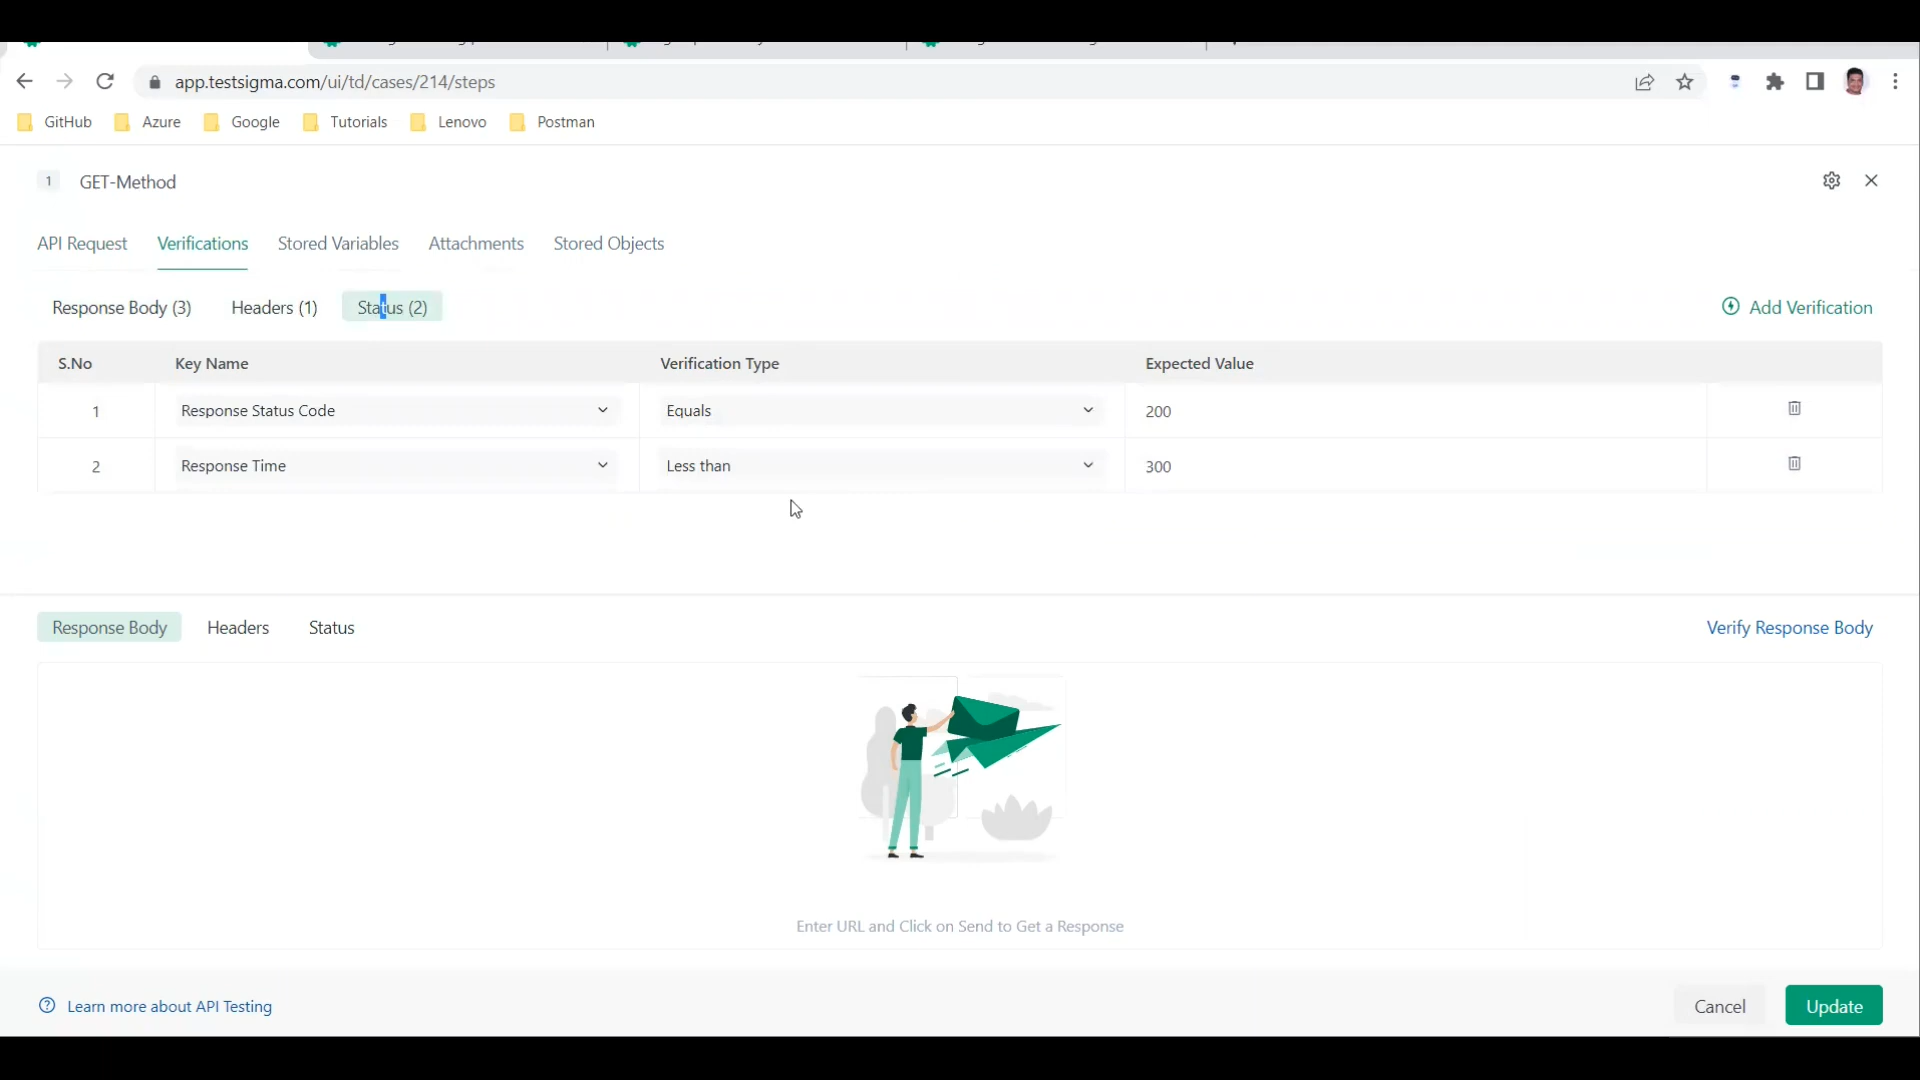 app.testsigma.com/ui/td/cases/214/steps
GitHub Azure Google Tutorials Lenovo Postman
1 GET-Method
API Request Verifications Stored Variables Attachments Stored Objects
Response Body (3) Headers (1) Status (2) Add Verification
S.No Key Name Verification Type Expected Value
1 Response Status Code Equals 200
2 Response Time Less than 300
Response Body Headers Status Verify Response Body
Enter URL and Click on Send to Get a Response
Learn more about API Testing Cancel Update